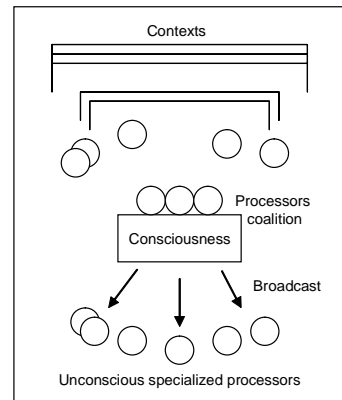 Contexts
Processors
coalition
Consciousness
Broadcast
Unconscious specialized processors